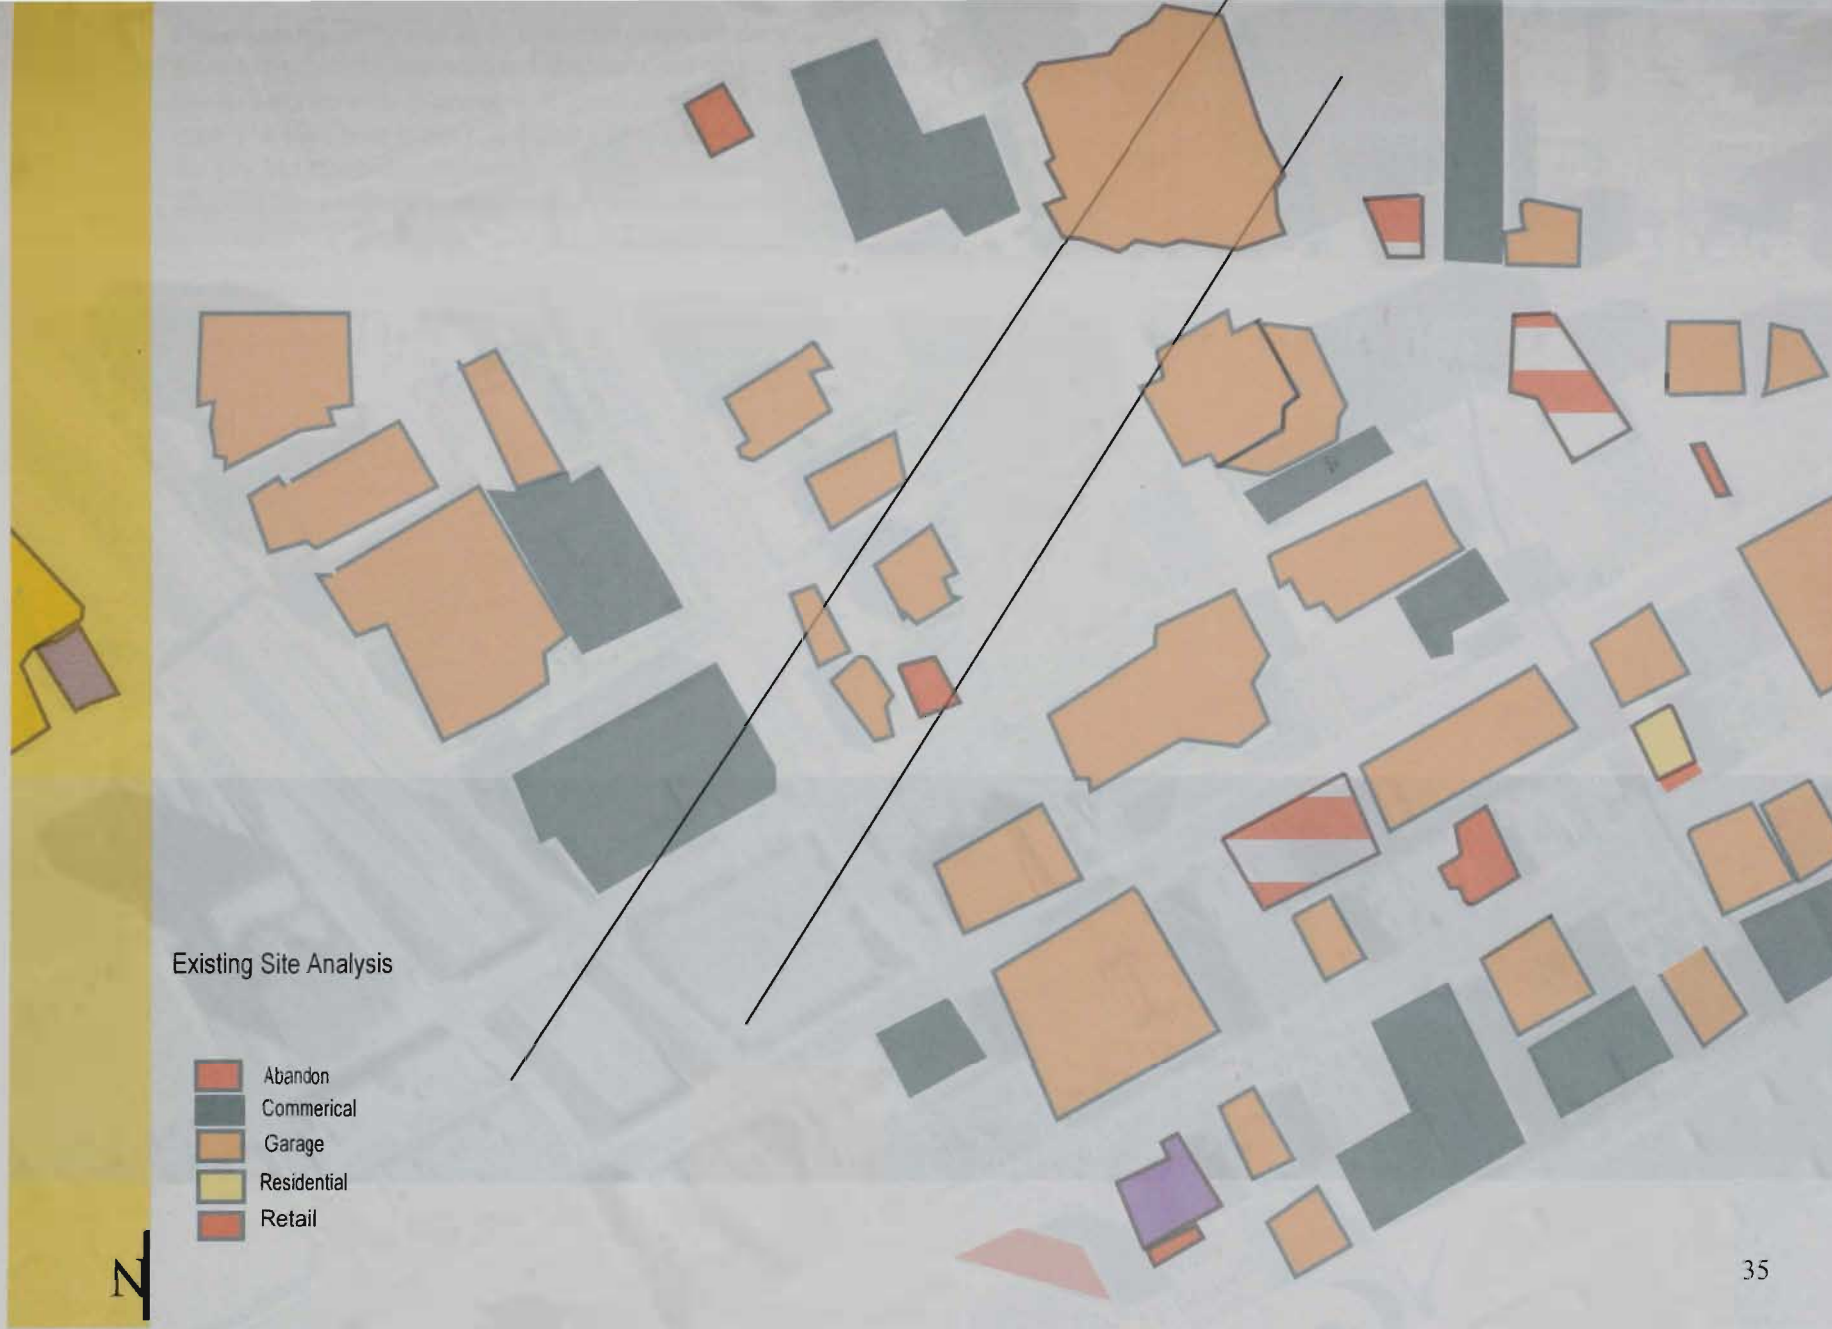 Existing Site Analysis
Abandon
Commerical
Garage
Residential
Retail
N
35